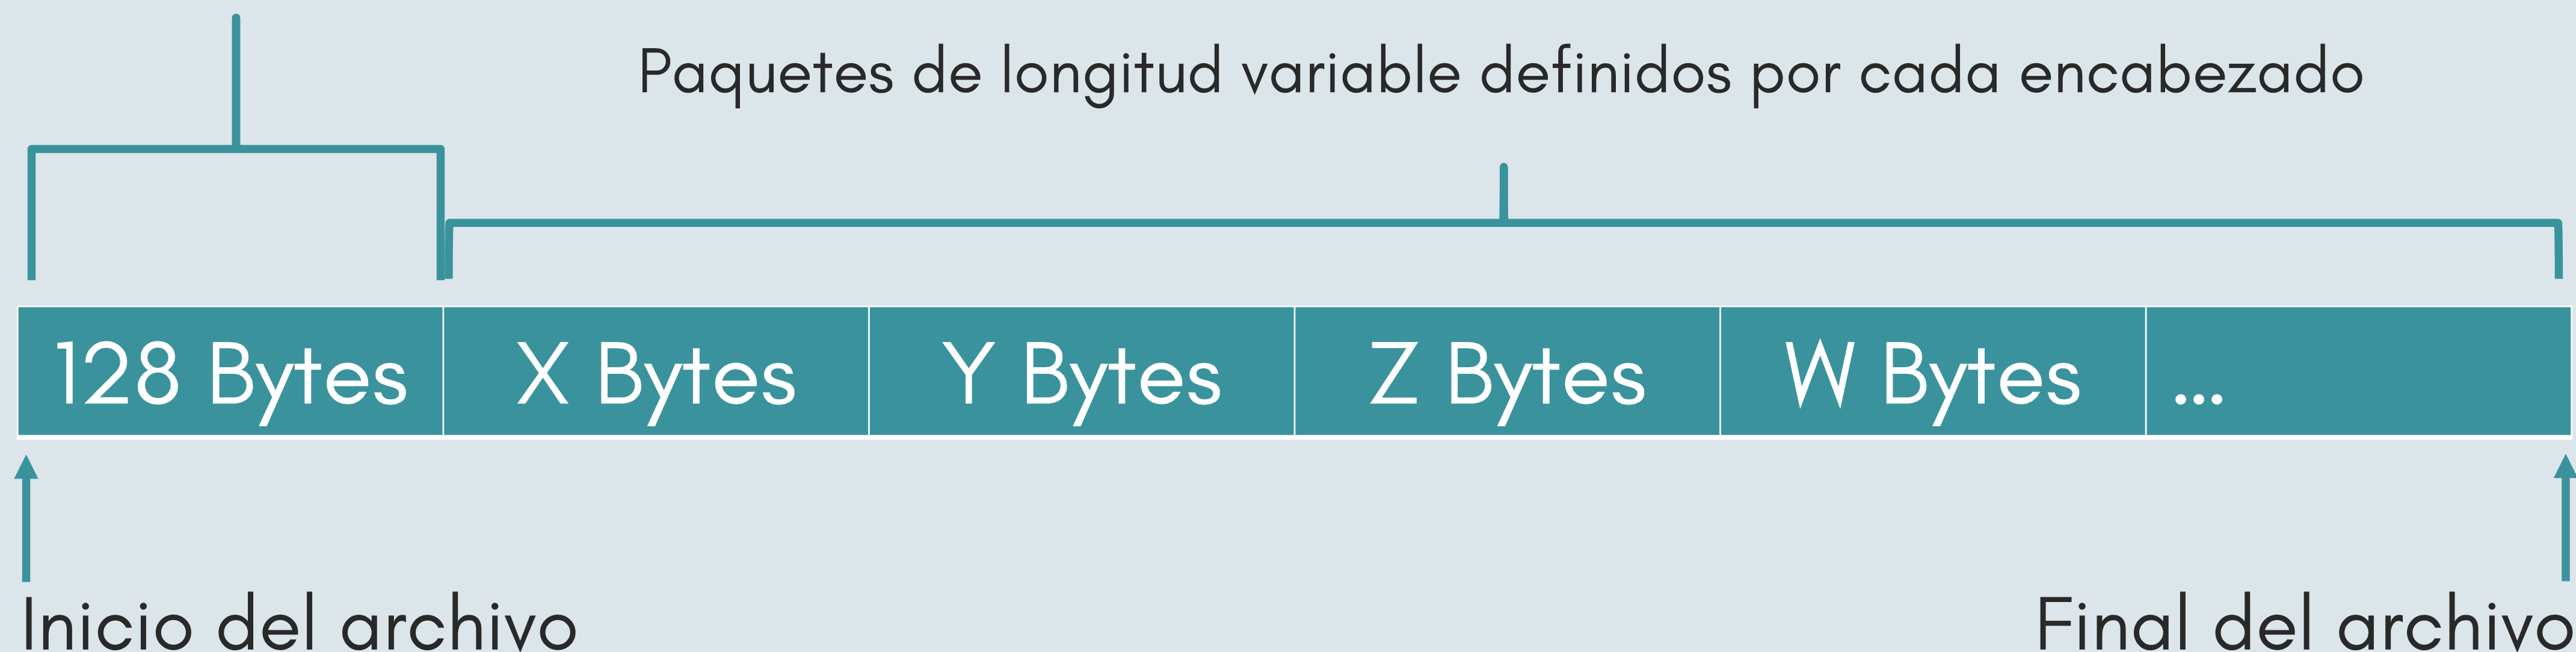 Paquetes de longitud variable definidos por cada encabezado
128 Bytes X Bytes Y Bytes Z Bytes W Bytes ...
Inicio del archivo Final del archivo